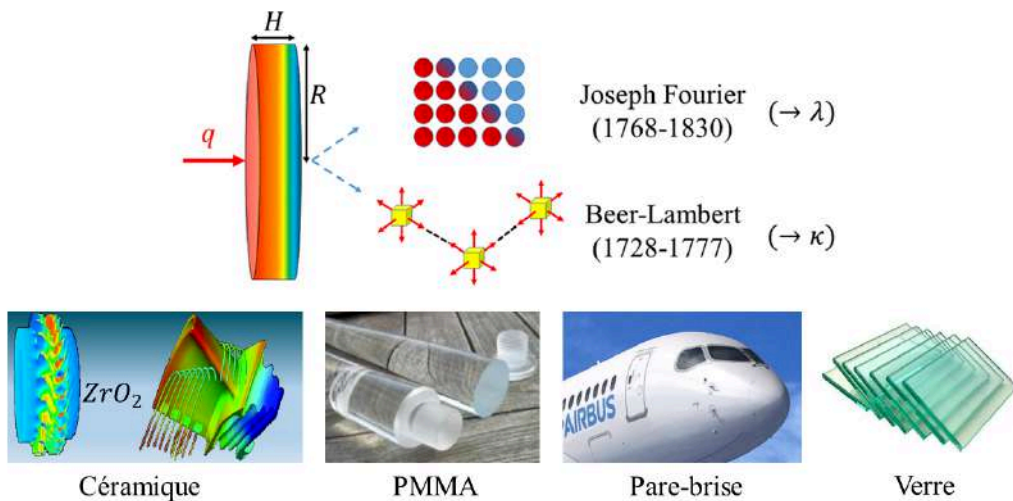 H
R
q
Joseph Fourier
(1768-1830)
(→ λ)
Beer-Lambert
(1728-1777)
(→ κ)
ZrO₂
AIRBUS
Céramique
PMMA
Pare-brise
Verre